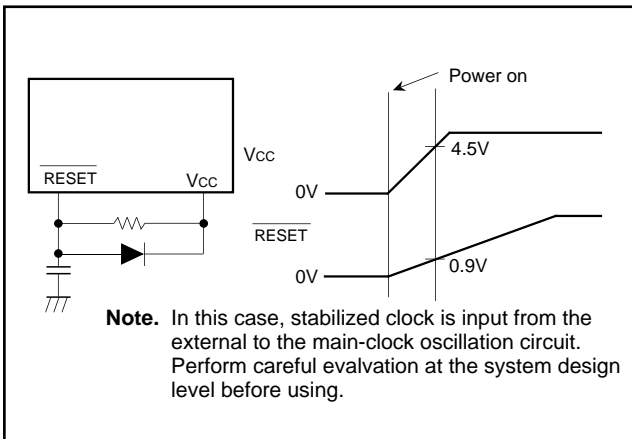 Power on
VCC
4.5V
RESET
VCC
0V
RESET
0.9V
0V
Note. In this case, stabilized clock is input from the
external to the main-clock oscillation circuit.
Perform careful evalvation at the system design
level before using.